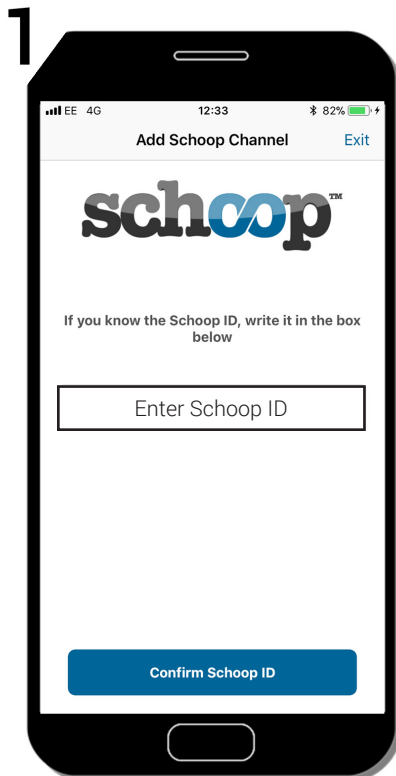 1
EE 4G 12:33 82%
Add Schoop Channel Exit
schoop™
If you know the Schoop ID, write it in the box
below
Enter Schoop ID
Confirm Schoop ID